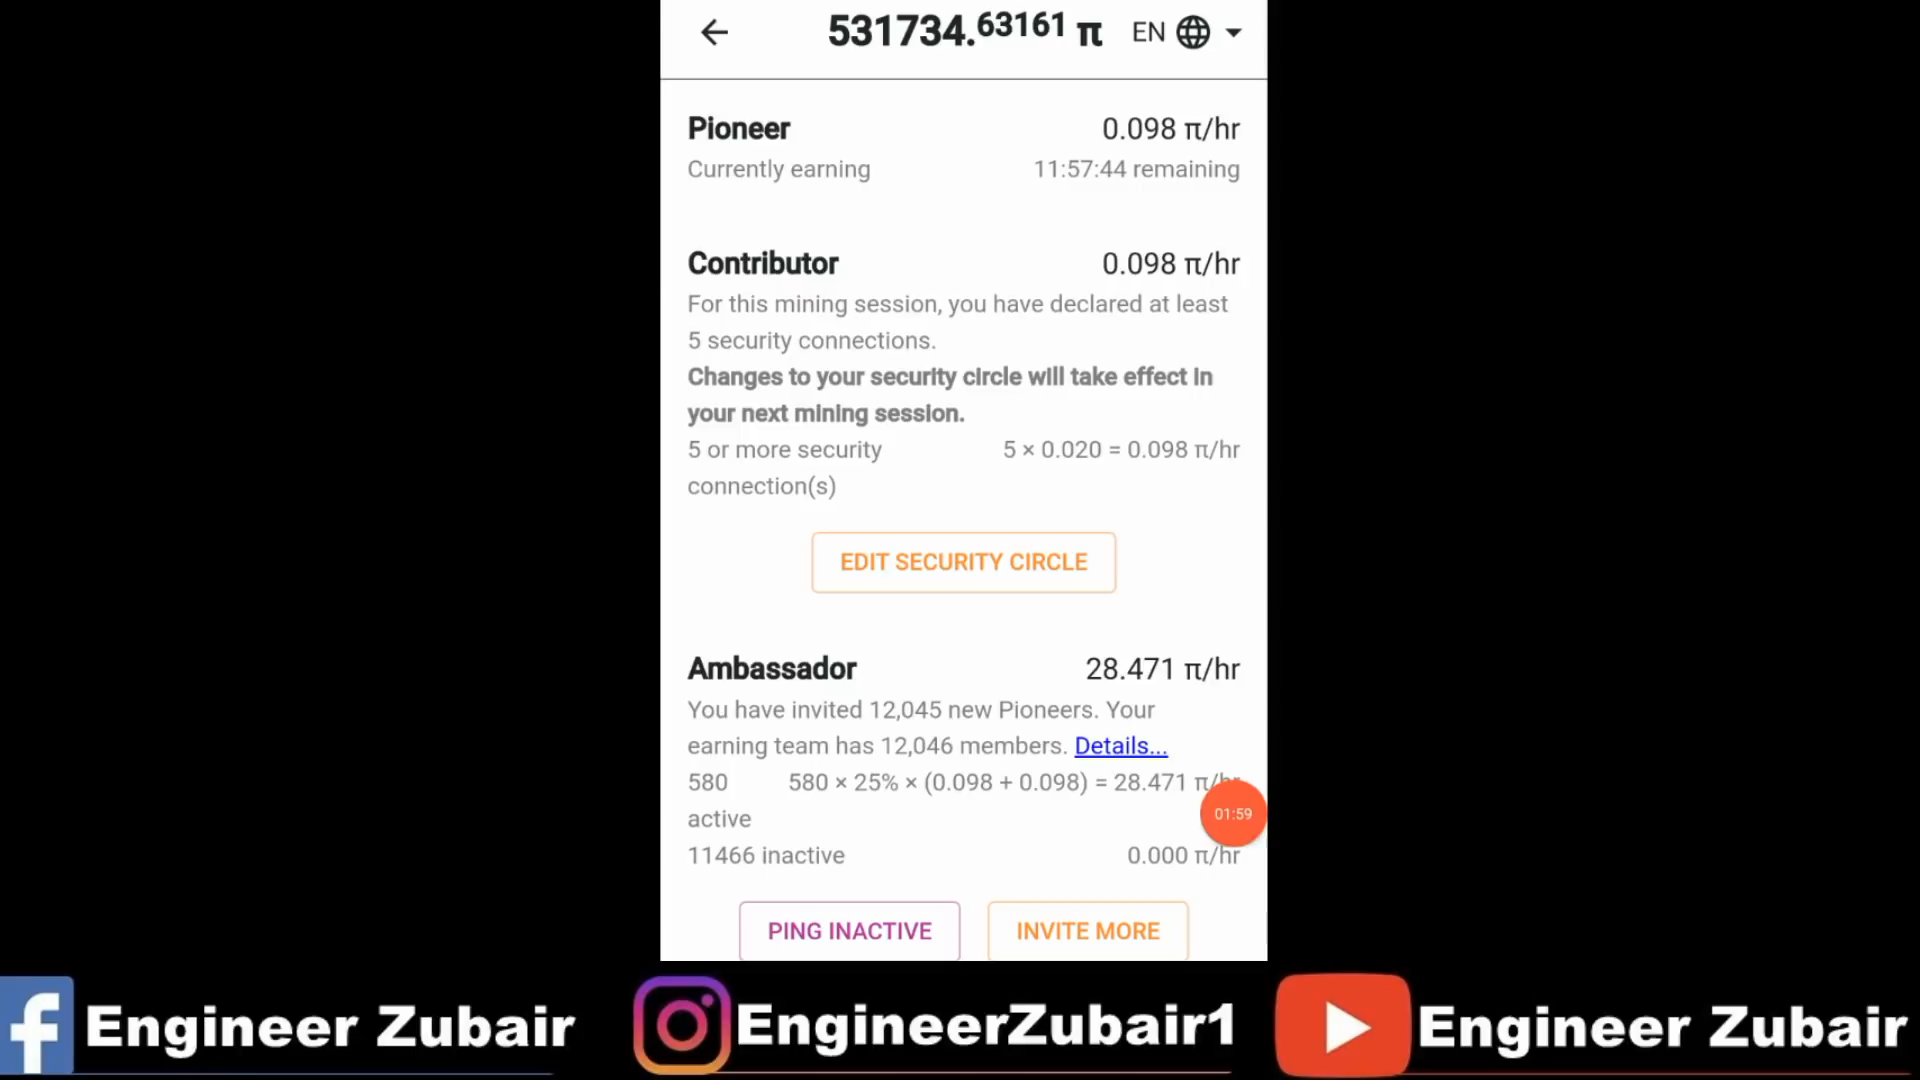 531734.63161 π EN
Pioneer 0.098 π/hr
Currently earning 11:57:44 remaining
Contributor 0.098 π/hr
For this mining session, you have declared at least
5 security connections.
Changes to your security circle will take effect in
your next mining session.
5 or more security 5 × 0.020 = 0.098 π/hr
connection(s)
EDIT SECURITY CIRCLE
Ambassador 28.471 π/hr
You have invited 12,045 new Pioneers. Your
earning team has 12,046 members. Details...
580 580 × 25% × (0.098 + 0.098) = 28.471 π/hr
active
01:59
11466 inactive 0.000 π/hr
PING INACTIVE INVITE MORE
Engineer Zubair EngineerZubair1 Engineer Zubair